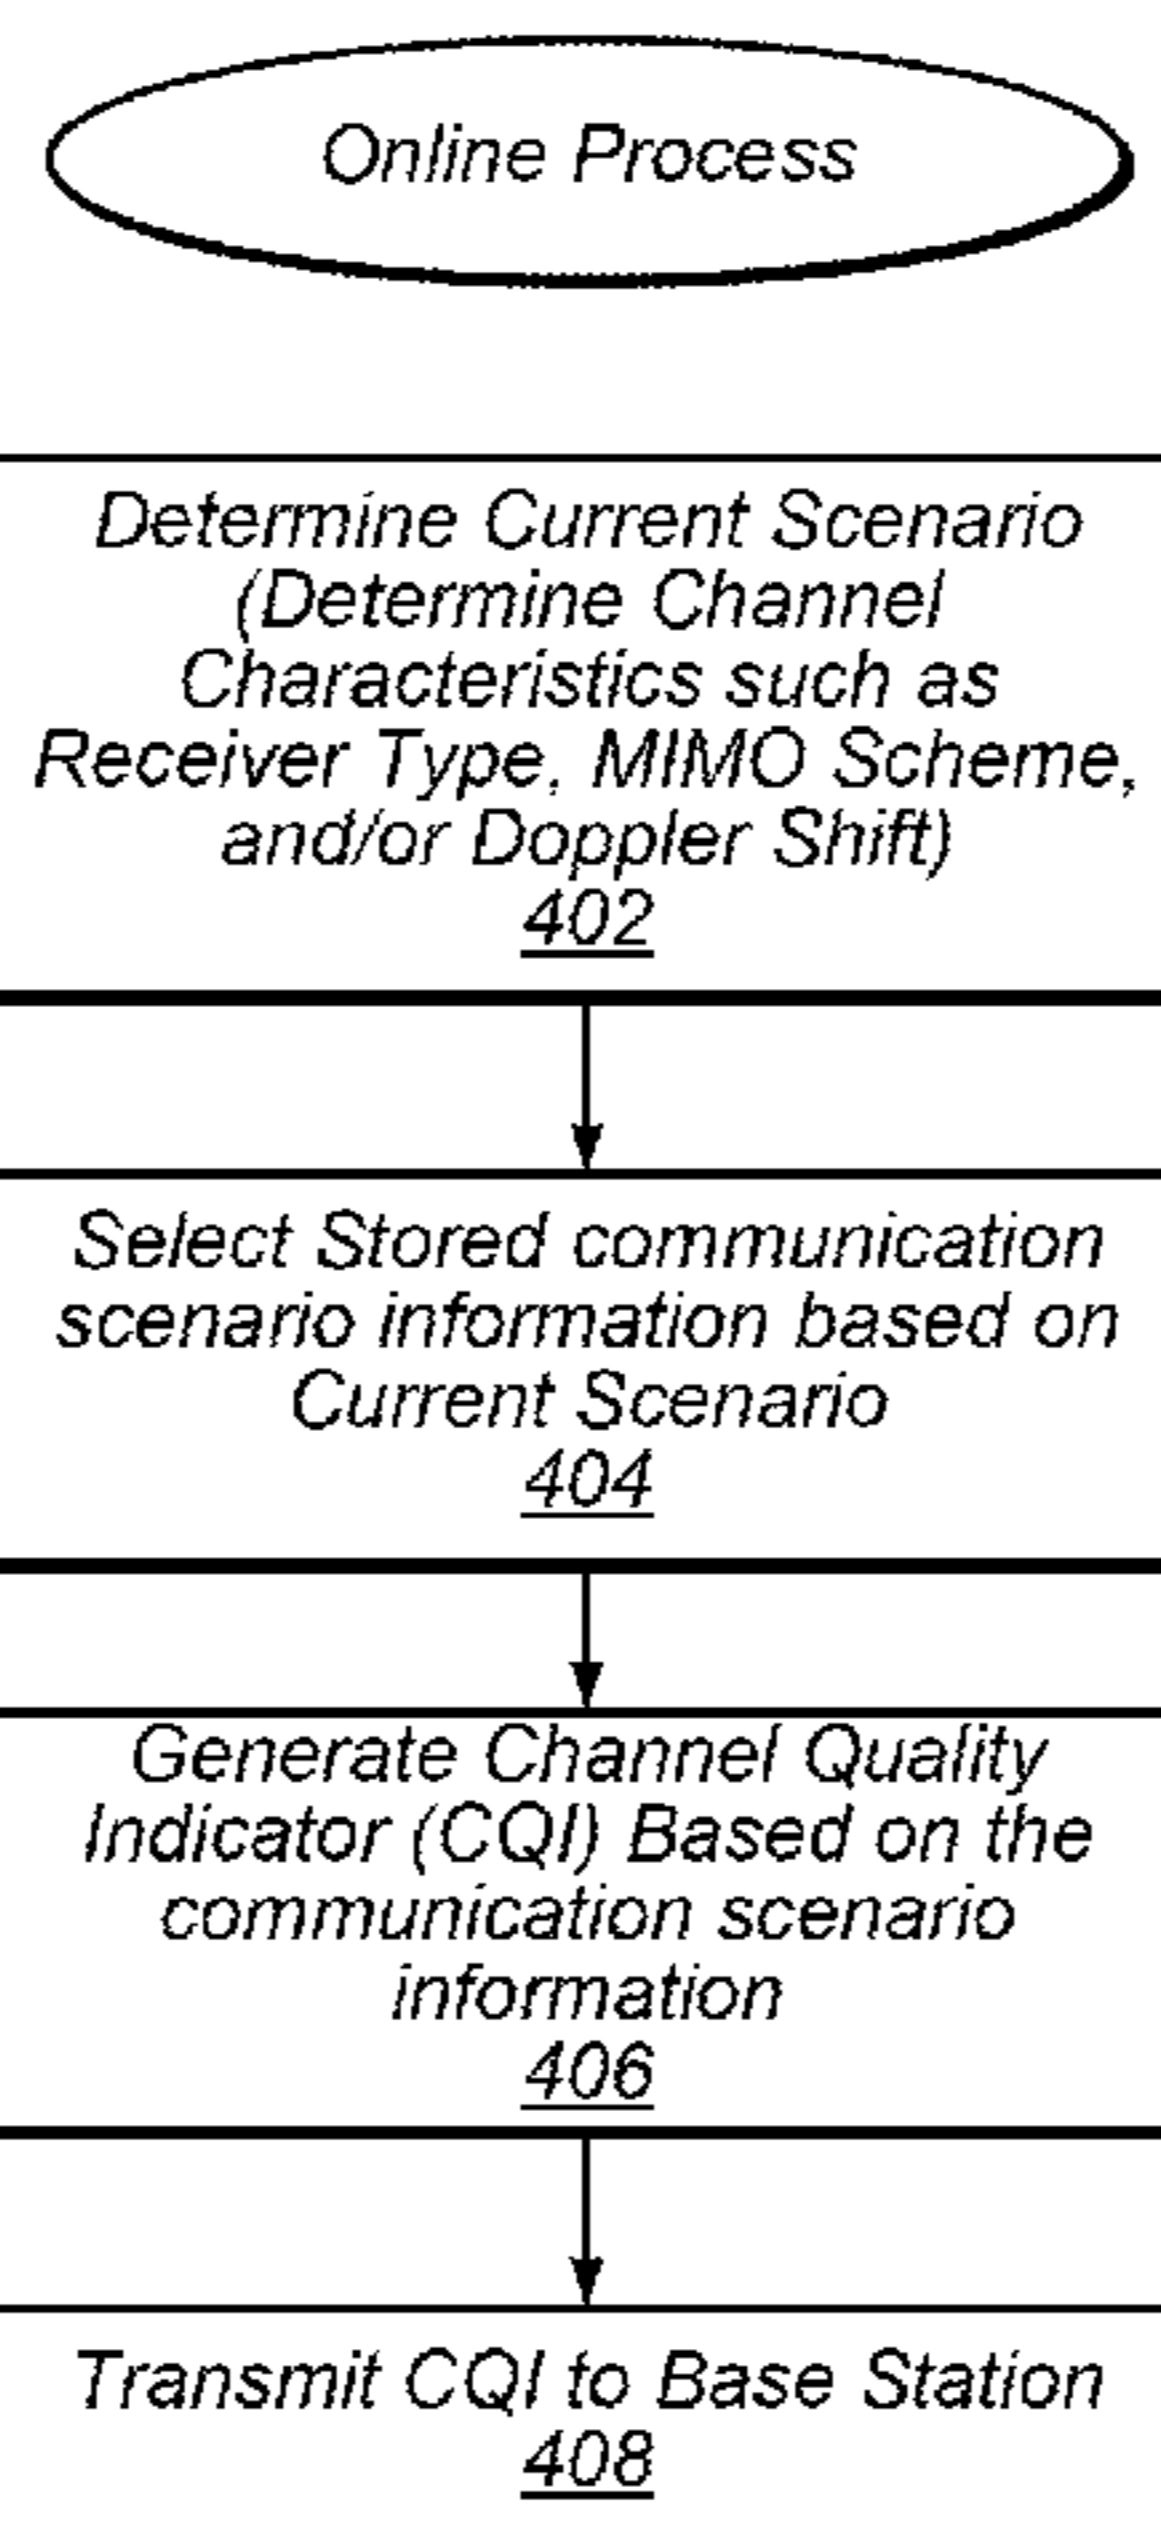 Online Process
Determine Current Scenario
(Determine Channel
Characteristics such as
Receiver Type, MIMO Scheme,
and/or Doppler Shift)
402
Select Stored communication
scenario information based on
Current Scenario
404
Generate Channel Quality
Indicator (CQI) Based on the
communication scenario
information
406
Transmit CQI to Base Station
408